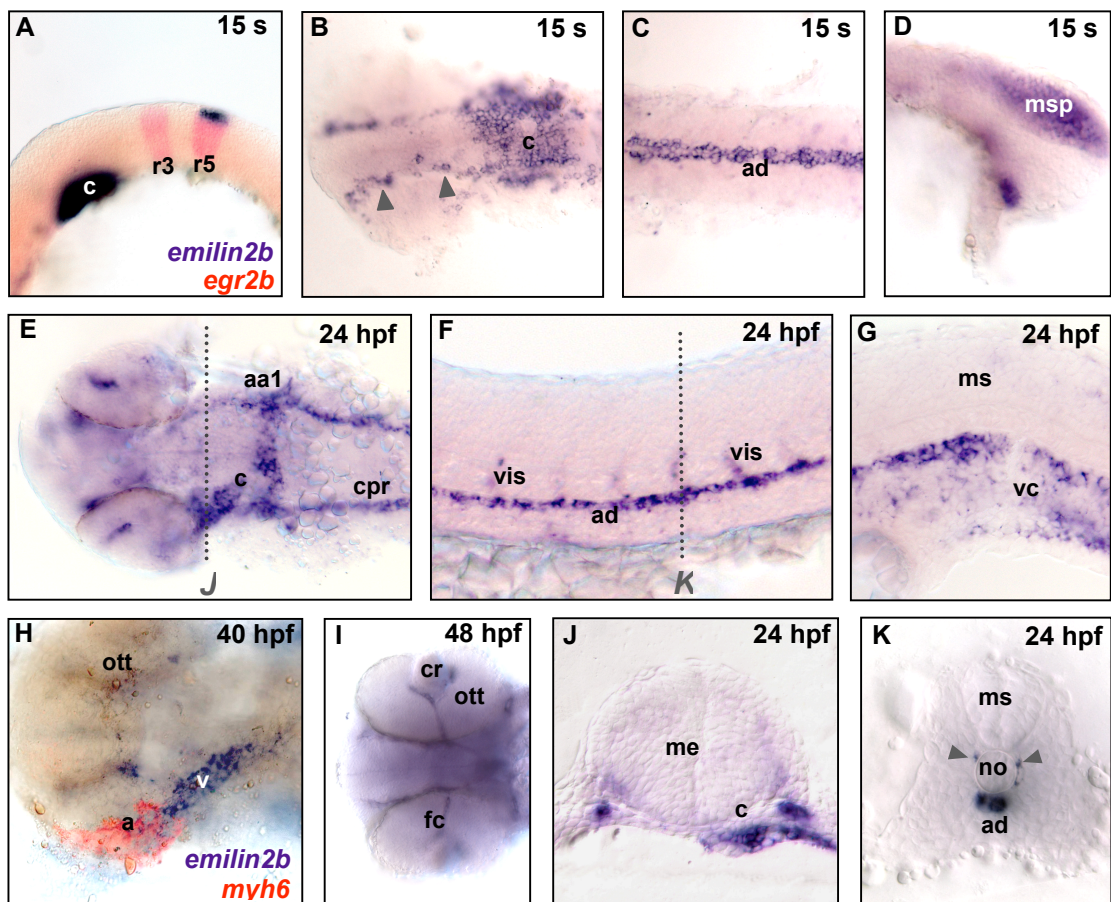 A 15 s
c r3 r5
emilin2b
egr2b
B 15 s
c
C 15 s
ad
D 15 s
msp
E 24 hpf
aa1
c
cpr
J
F 24 hpf
vis vis
ad
K
G 24 hpf
ms
vc
H 40 hpf
ott
v
a
emilin2b
myh6
I 48 hpf
cr
ott
fc
J 24 hpf
me
c
K 24 hpf
ms
no
ad